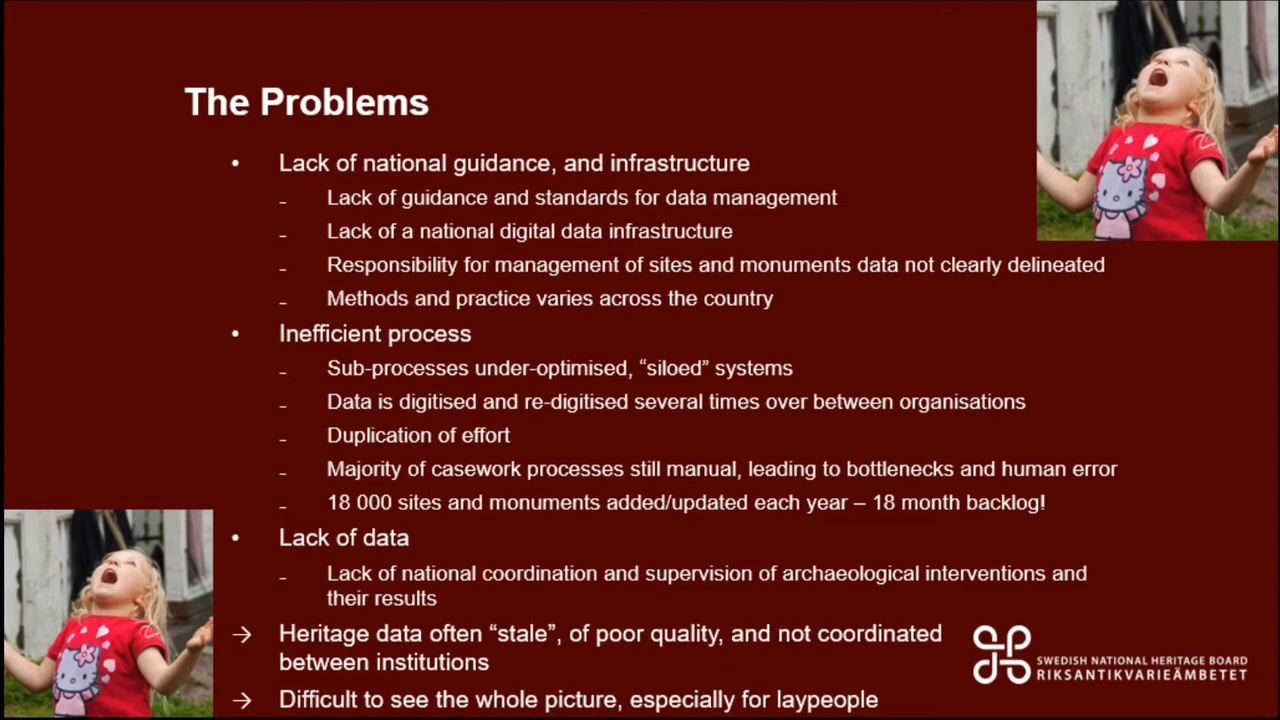 The Problems
• Lack of national guidance, and infrastructure
- Lack of guidance and standards for data management
- Lack of a national digital data infrastructure
- Responsibility for management of sites and monuments data not clearly delineated
- Methods and practice varies across the country
• Inefficient process
- Sub-processes under-optimised, “siloed” systems
- Data is digitised and re-digitised several times over between organisations
- Duplication of effort
- Majority of casework processes still manual, leading to bottlenecks and human error
- 18 000 sites and monuments added/updated each year – 18 month backlog!
• Lack of data
- Lack of national coordination and supervision of archaeological interventions and
their results
→ Heritage data often “stale”, of poor quality, and not coordinated
between institutions
→ Difficult to see the whole picture, especially for laypeople
SWEDISH NATIONAL HERITAGE BOARD
RIKSANTIKVARIEÄMBETET